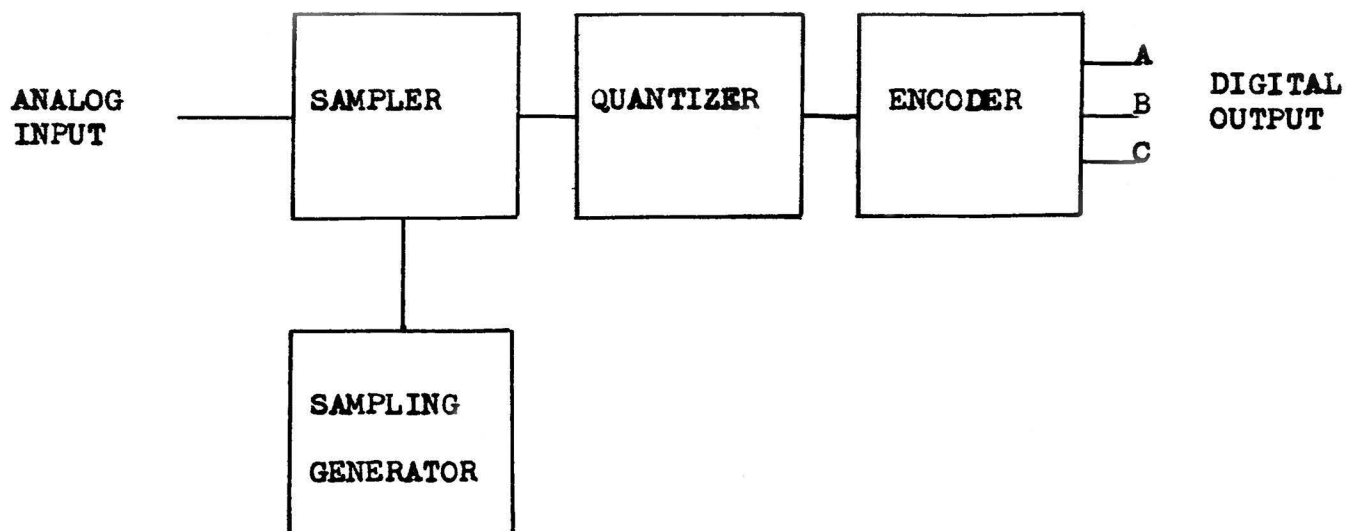 ANALOG
INPUT
SAMPLER
QUANTIZER
ENCODER
A
B
C
DIGITAL
OUTPUT
SAMPLING
GENERATOR